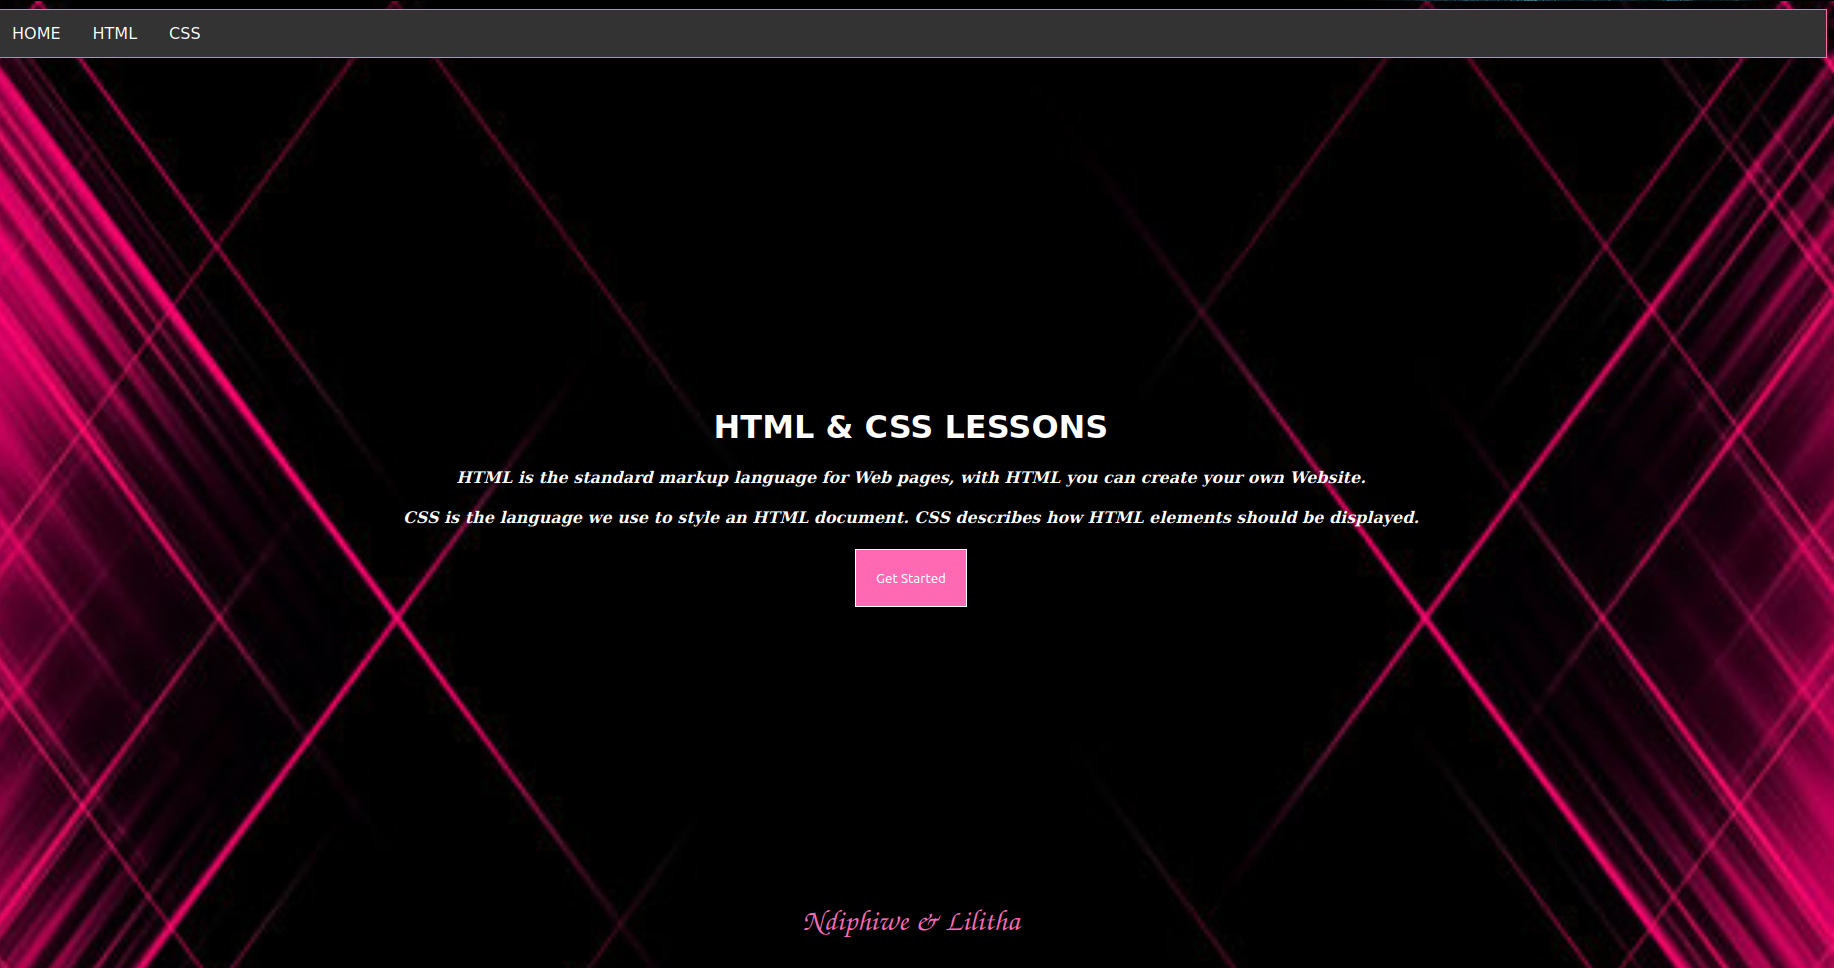 HOME HTML CSS
HTML & CSS LESSONS
HTML is the standard markup language for Web pages, with HTML you can create your own Website.
CSS is the language we use to style an HTML document. CSS describes how HTML elements should be displayed.
Get Started
Ndiphiwe & Lilitha